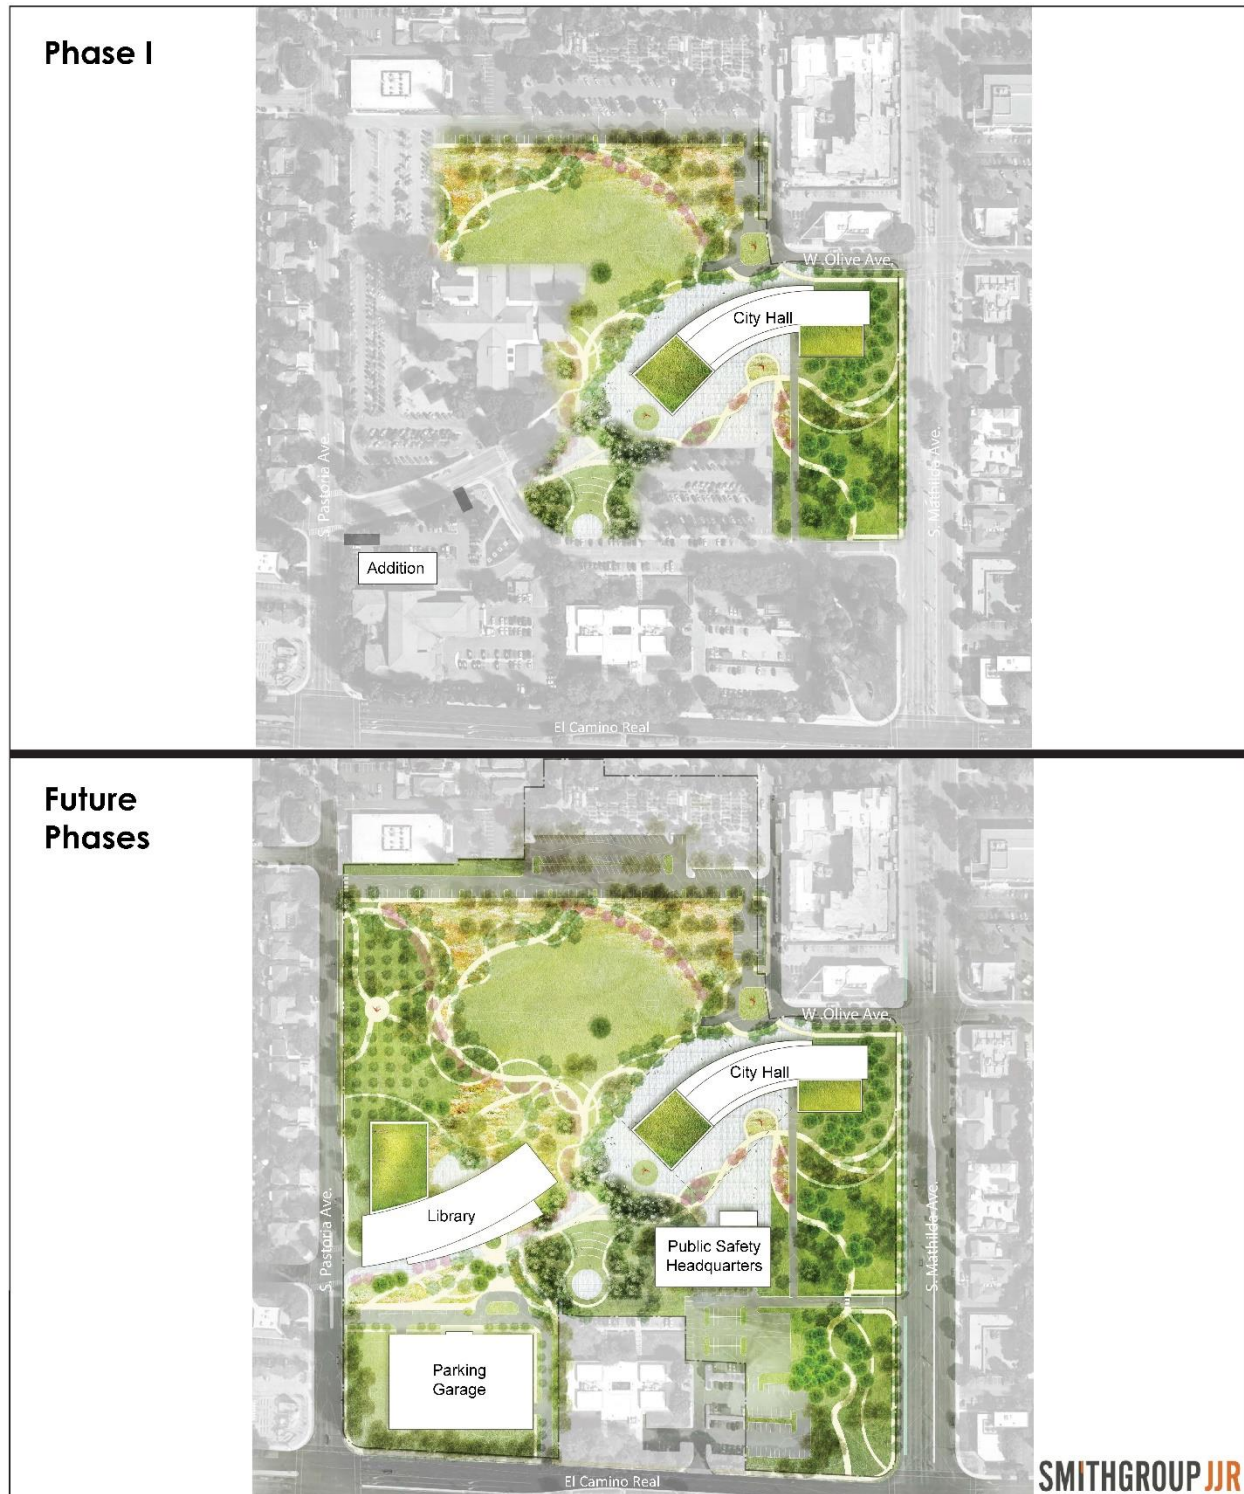 Phase I
W. Olive Ave.
City Hall
S. Pastoria Ave.
S. Mathilda Ave.
Addition
El Camino Real
Future
Phases
W. Olive Ave.
City Hall
Library
S. Pastoria Ave.
Public Safety
Headquarters
S. Mathilda Ave.
Parking
Garage
El Camino Real
SMITHGROUPJJR